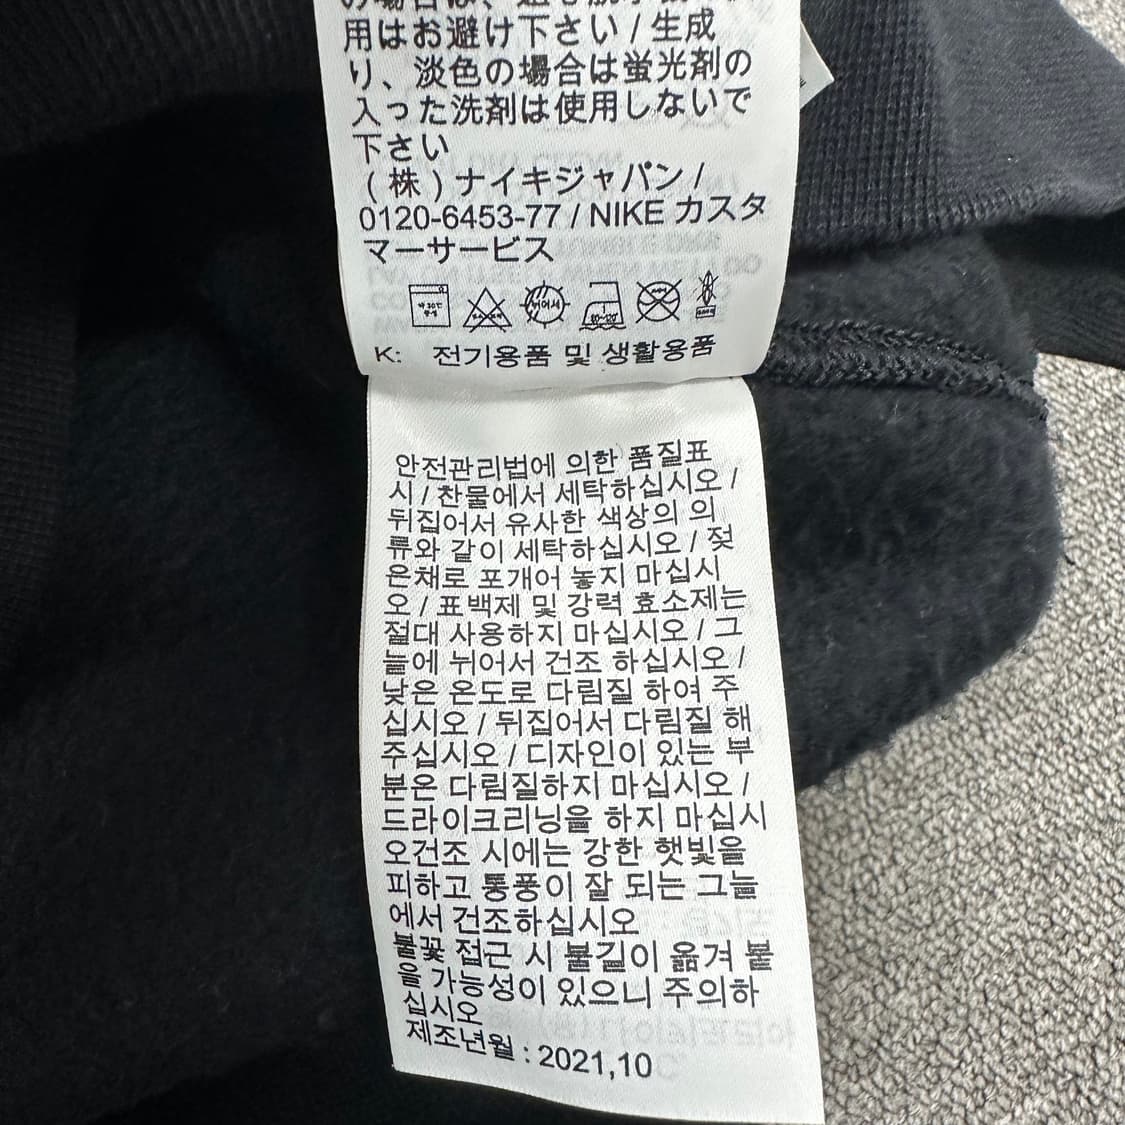 用はお避け下さい / 生成
り、淡色の場合は蛍光剤の
入った洗剤は使用しないで
下さい
(株)ナイキジャパン /
0120-6453-77 / NIKE カスタ
マーサービス
K: 전기용품 및 생활용품
안전관리법에 의한 품질표
시 / 찬물에서 세탁하십시오 /
뒤집어서 유사한 색상의 의
류와 같이 세탁하십시오 / 젖
은채로 포개어 놓지 마십시
오 / 표백제 및 강력 효소제는
절대 사용하지 마십시오 / 그
늘에 뉘어서 건조 하십시오 /
낮은 온도로 다림질 하여 주
십시오 / 뒤집어서 다림질 해
주십시오 / 디자인이 있는 부
분은 다림질하지 마십시오 /
드라이크리닝을 하지 마십시
오건조 시에는 강한 햇빛을
피하고 통풍이 잘 되는 그늘
에서 건조하십시오
불꽃 접근 시 불길이 옮겨 붙
을 가능성이 있으니 주의하
십시오
제조년월 : 2021,10